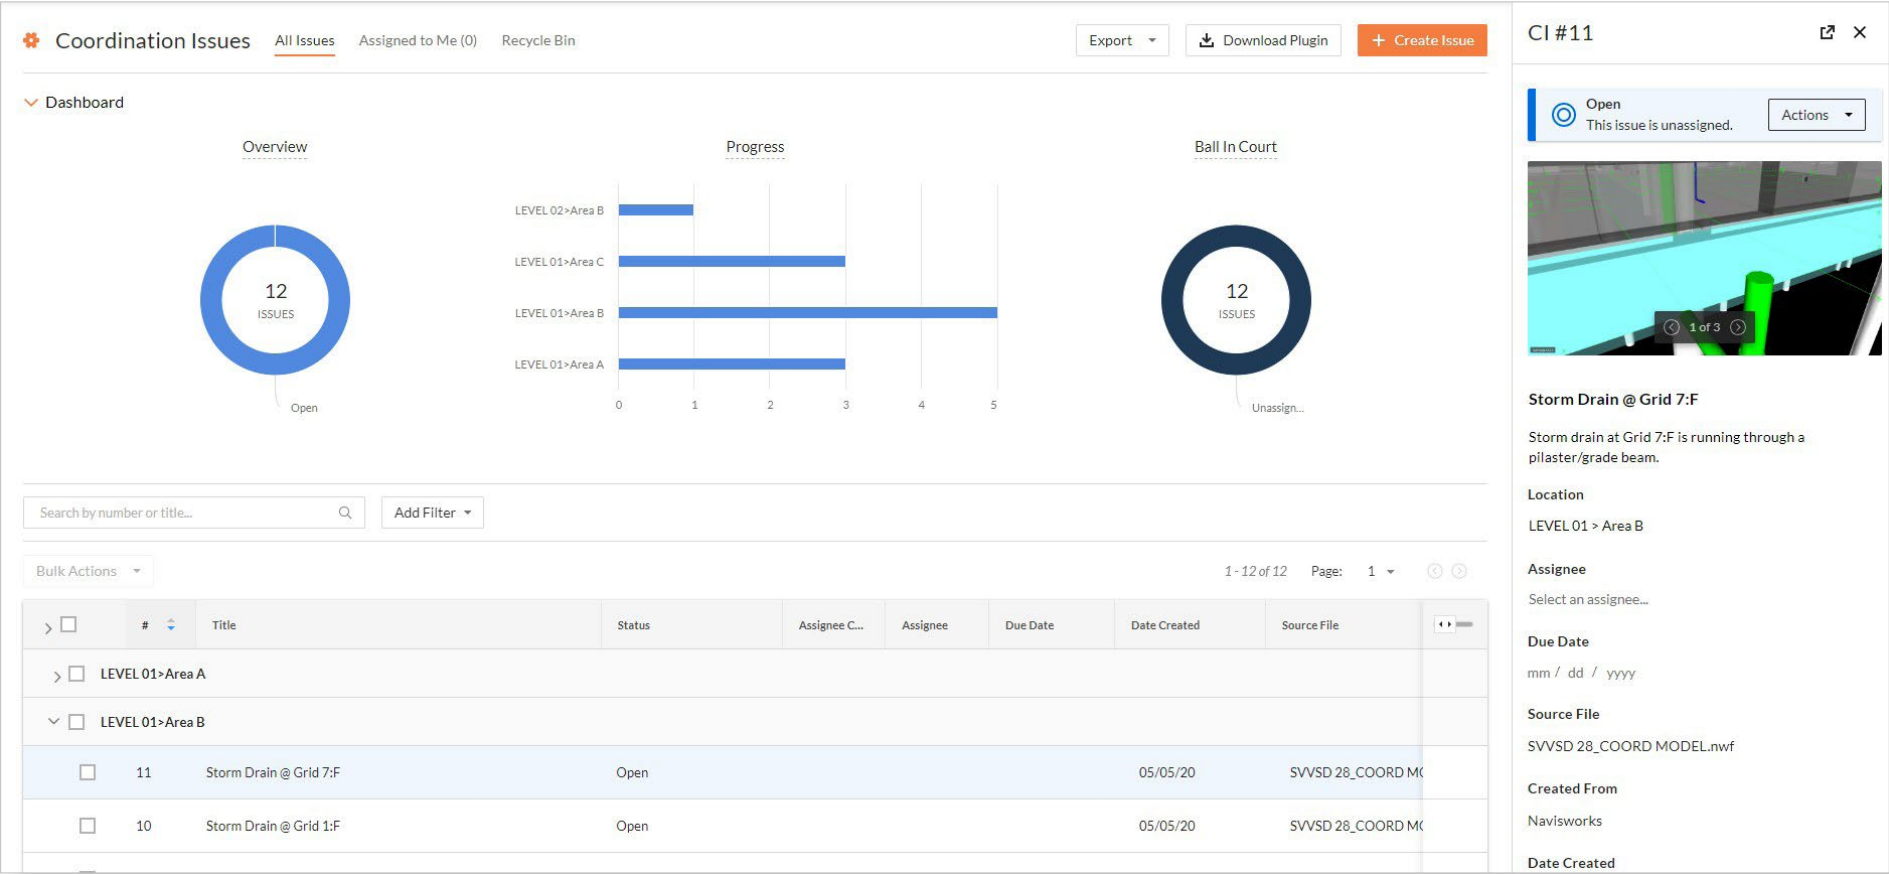 Coordination Issues
All Issues
Assigned to Me (0)
Recycle Bin
Export
Download Plugin
+ Create Issue
Dashboard
Overview
12
ISSUES
Open
Progress
LEVEL 02>Area B
LEVEL 01>Area C
LEVEL 01>Area B
LEVEL 01>Area A
0 1 2 3 4 5
Ball In Court
12
ISSUES
Unassign...
Search by number or title...
Add Filter
Bulk Actions
1 - 12 of 12 Page: 1
# Title Status Assignee C... Assignee Due Date Date Created Source File
LEVEL 01>Area A
LEVEL 01>Area B
11 Storm Drain @ Grid 7:F Open 05/05/20 SVVSD 28_COORD M
10 Storm Drain @ Grid 1:F Open 05/05/20 SVVSD 28_COORD M
CI #11
Open
This issue is unassigned.
Actions
1 of 3
Storm Drain @ Grid 7:F
Storm drain at Grid 7:F is running through a
pilaster/grade beam.
Location
LEVEL 01 > Area B
Assignee
Select an assignee...
Due Date
mm / dd / yyyy
Source File
SVVSD 28_COORD MODEL.nwf
Created From
Navisworks
Date Created